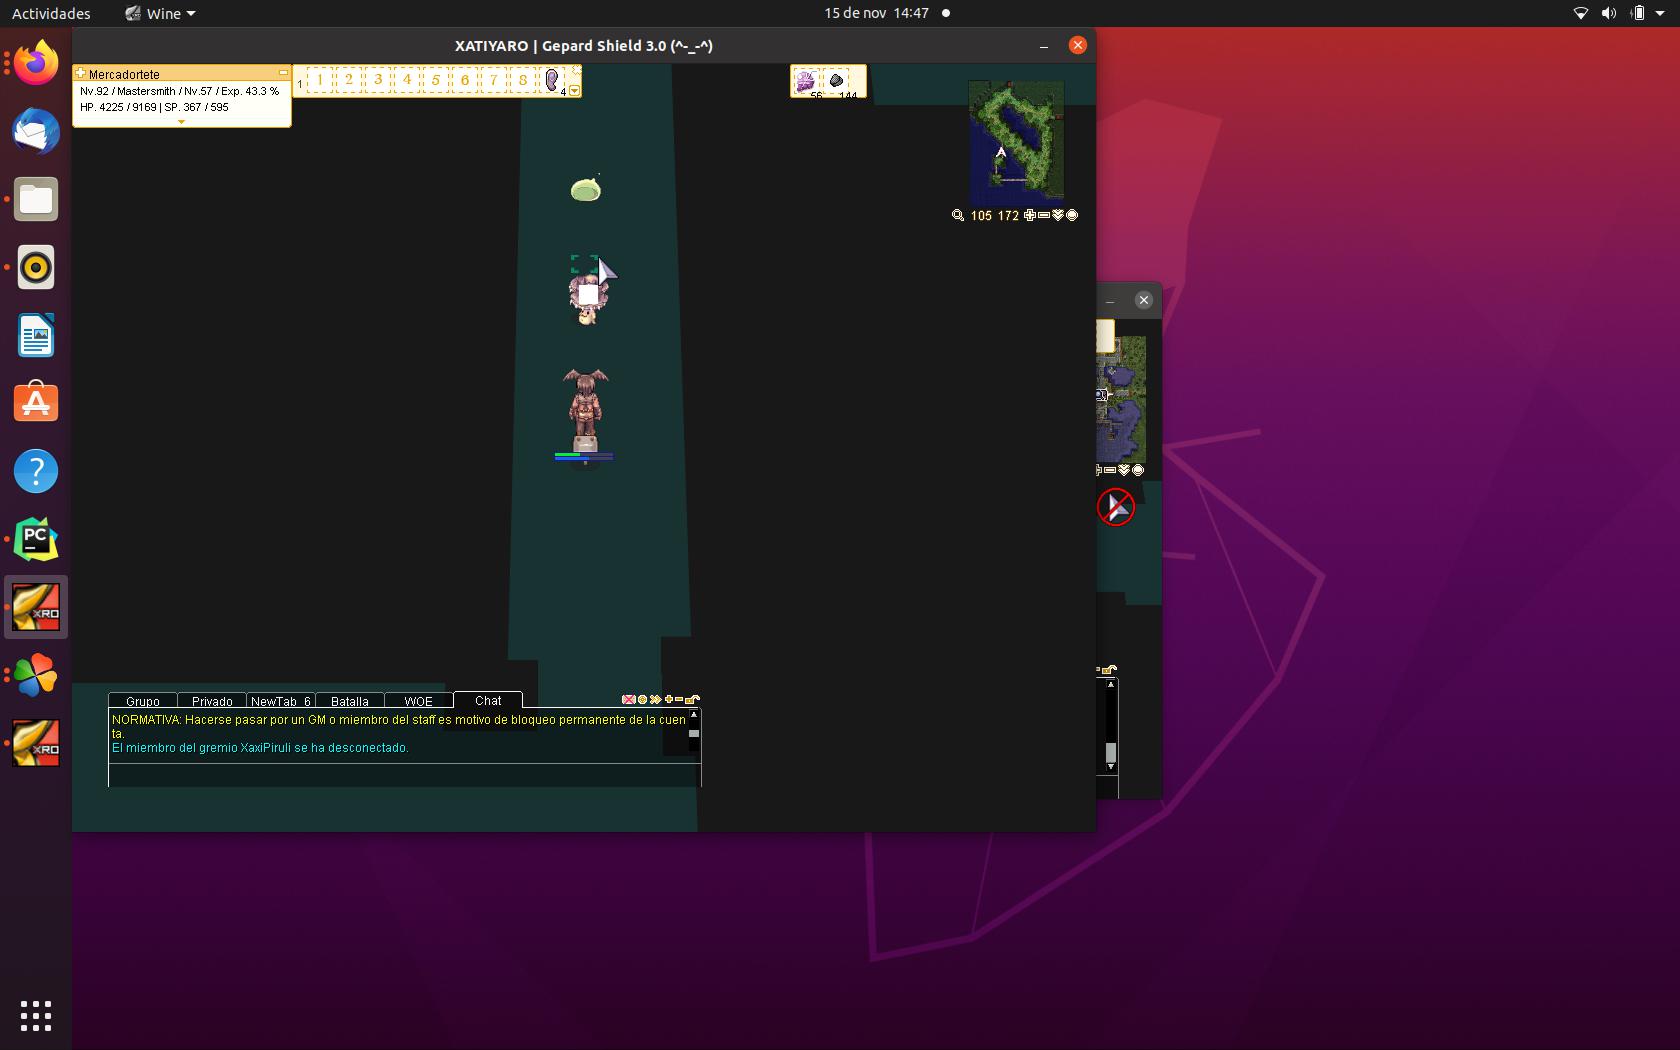 Actividades
Wine
15 de nov 14:47
XATIYARO | Gepard Shield 3.0 (^-_-^)
Mercadortete
Nv.92 / Mastersmith / Nv.57 / Exp. 43.3 %
HP. 4225 / 9169 | SP. 367 / 595
1 1 2 3 4 5 6 7 8 4
56 144
105 172
PC
XRO
XRO
Grupo Privado NewTab 6 Batalla WOE Chat
NORMATIVA: Hacerse pasar por un GM o miembro del staff es motivo de bloqueo permanente de la cuen
ta.
El miembro del gremio XaxiPiruli se ha desconectado.